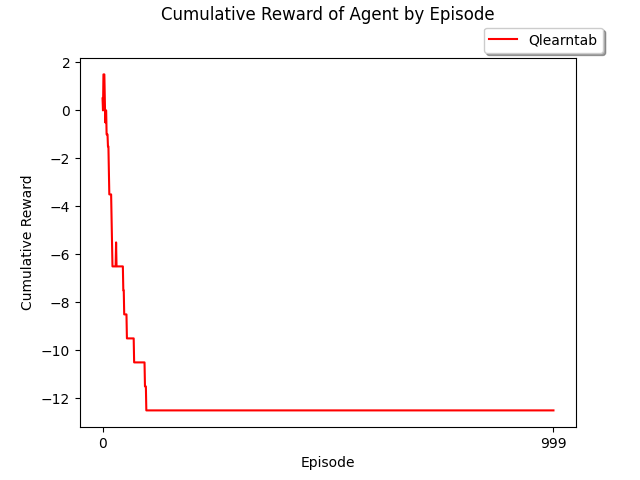 Cumulative Reward of Agent by Episode
Qlearntab
2
0
−2
−4
−6
−8
−10
−12
Cumulative Reward
0
999
Episode